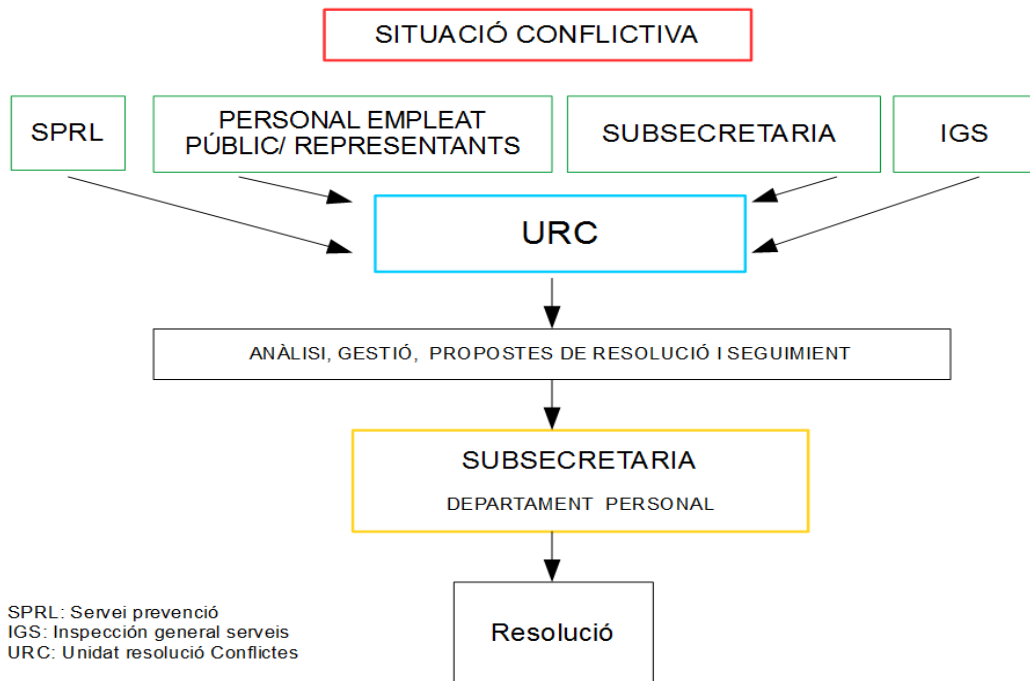 SITUACIÓ CONFLICTIVA
SPRL
PERSONAL EMPLEAT
PÚBLIC/ REPRESENTANTS
SUBSECRETARIA
IGS
URC
ANÀLISI, GESTIÓ, PROPOSTES DE RESOLUCIÓ I SEGUIMIENT
SUBSECRETARIA
DEPARTAMENT PERSONAL
Resolució
SPRL: Servei prevenció
IGS: Inspección general serveis
URC: Unidat resolució Conflictes